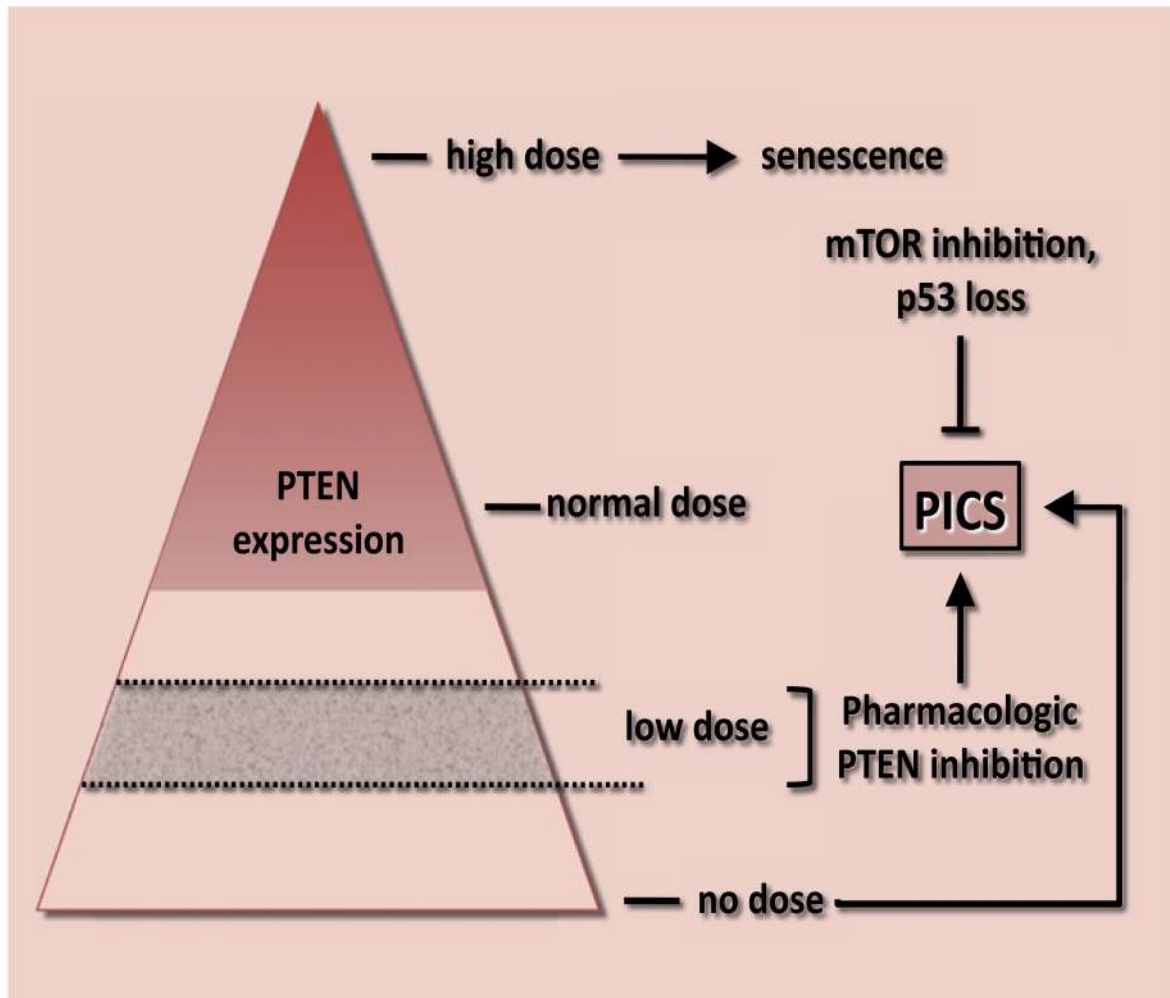 high dose
senescence
mTOR inhibition,
p53 loss
PTEN
expression
normal dose
PICS
low dose
Pharmacologic
PTEN inhibition
no dose